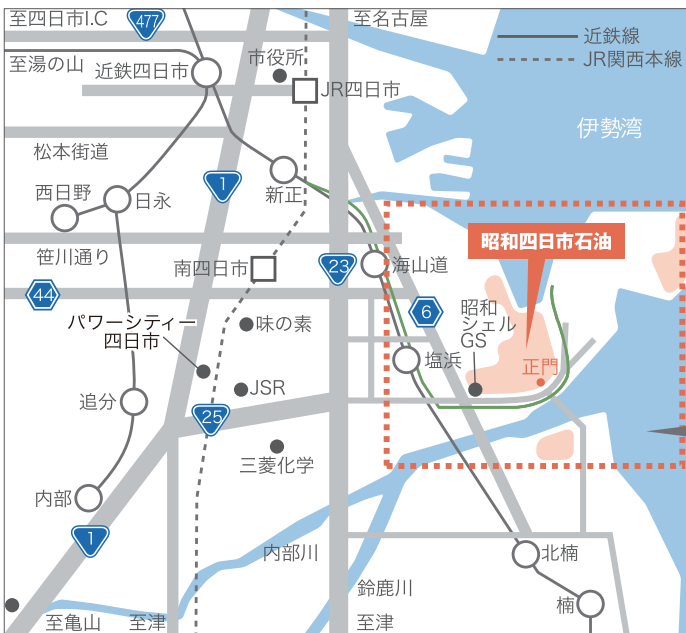 至四日市I.C
477
至名古屋
近鉄線
JR関西本線
至湯の山
近鉄四日市
市役所
JR四日市
伊勢湾
松本街道
1
新正
西日野
日永
昭和四日市石油
笹川通り
南四日市
23
海山道
44
6
昭和
シェル
GS
パワーシティー
四日市
味の素
塩浜
正門
JSR
追分
25
三菱化学
内部
1
内部川
北楠
鈴鹿川
楠
至亀山
至津
至津